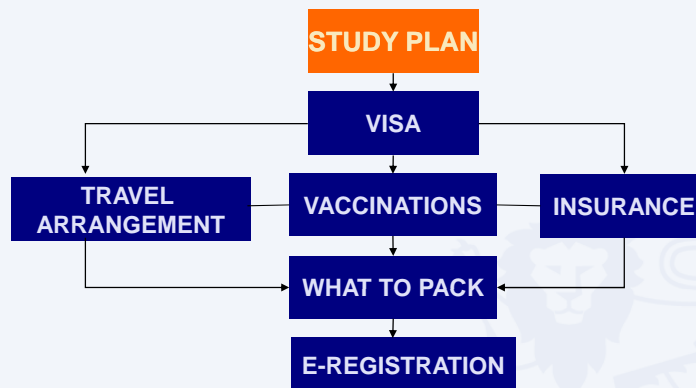 STUDY PLAN
VISA
TRAVEL
ARRANGEMENT
VACCINATIONS
INSURANCE
WHAT TO PACK
E-REGISTRATION